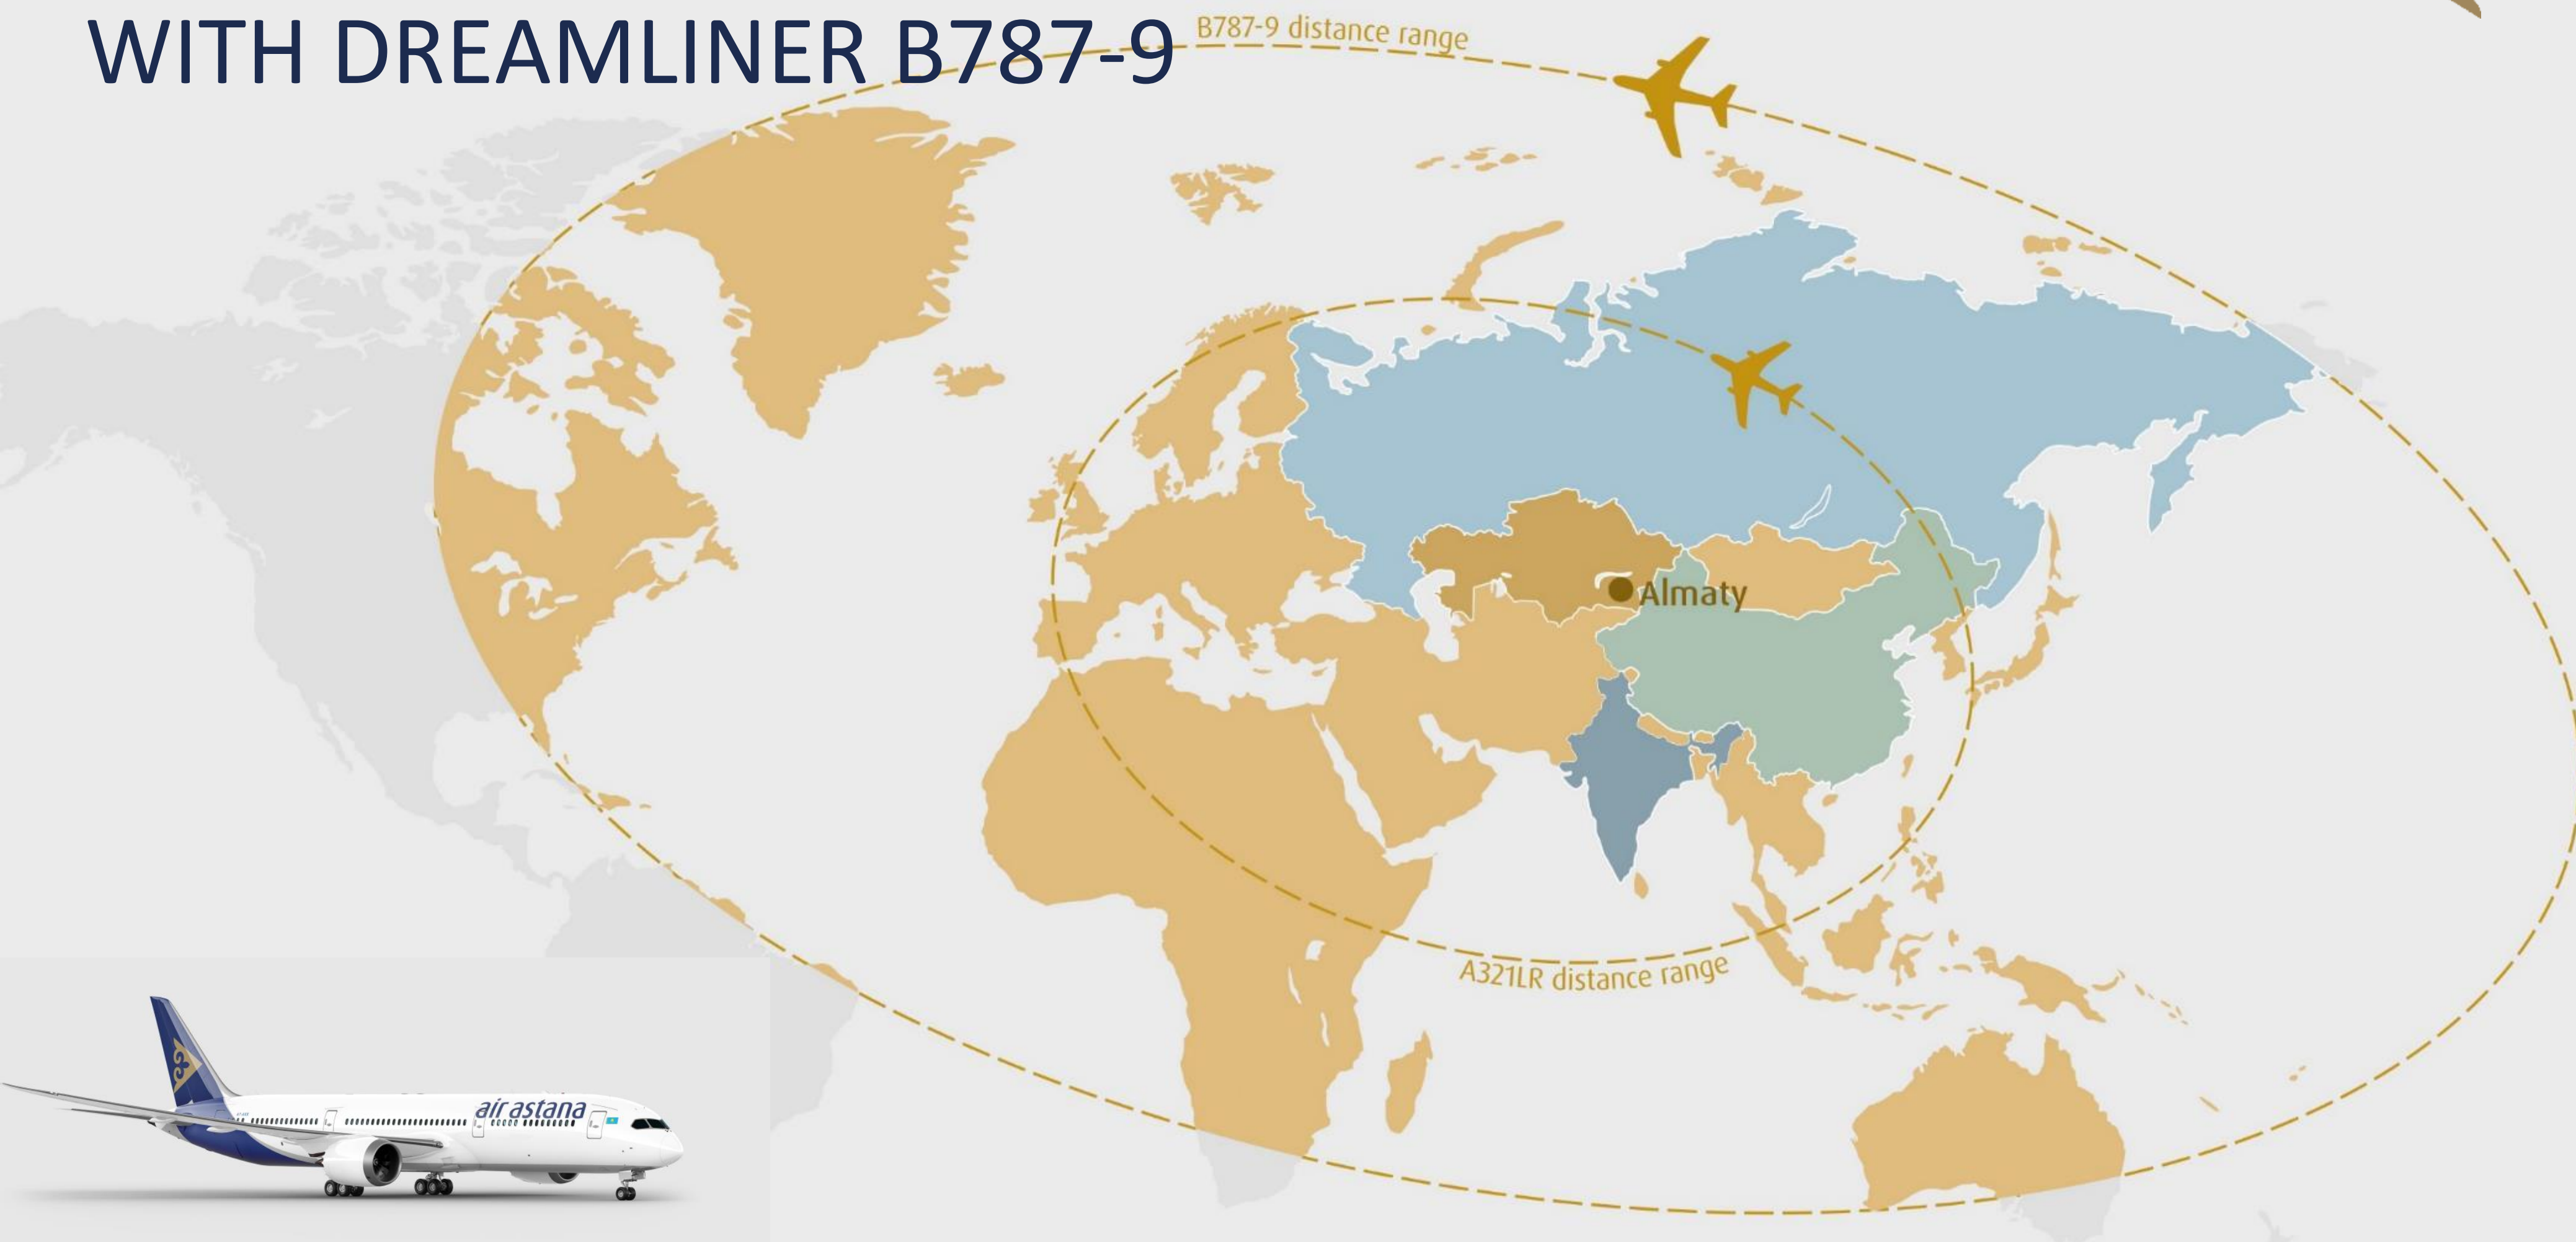 WITH DREAMLINER B787-9
B787-9 distance range
Almaty
A321LR distance range
air astana